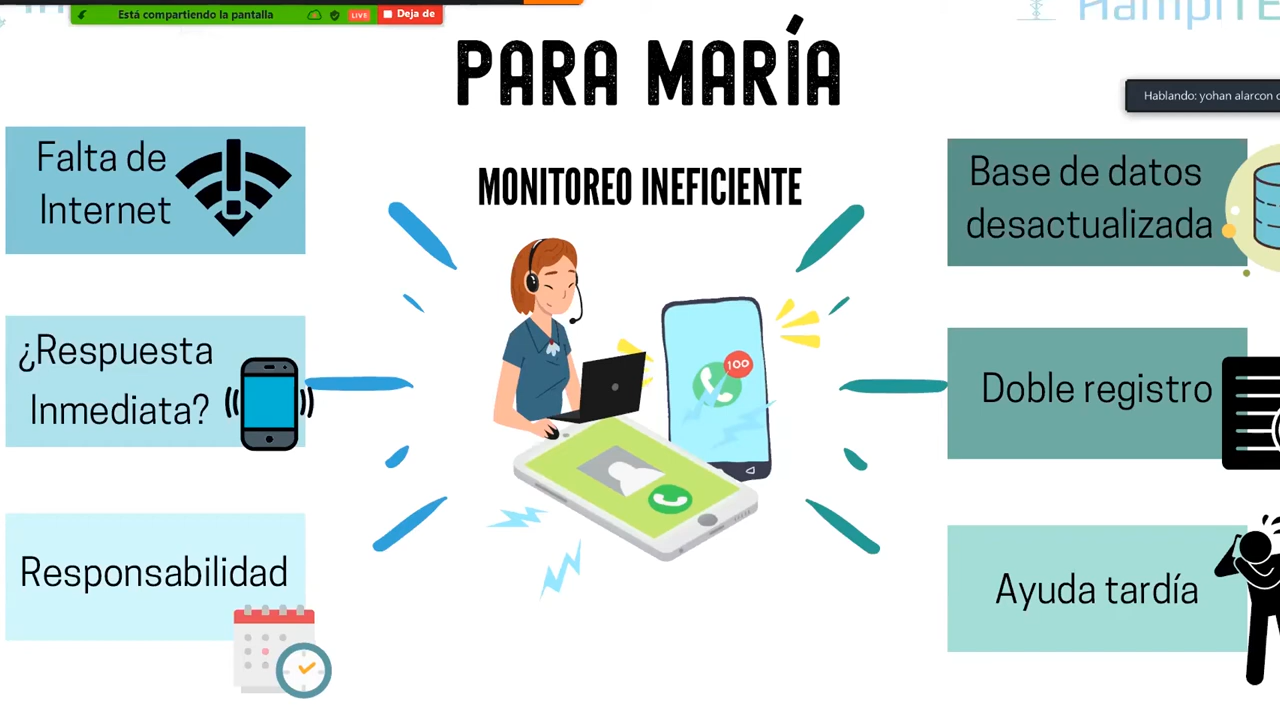 Está compartiendo la pantalla
LIVE
Deja de
PARA MARÍA
Hablando: yohan alarcon
MONITOREO INEFICIENTE
Falta de
Internet
¿Respuesta
Inmediata?
Responsabilidad
100
Base de datos
desactualizada
Doble registro
Ayuda tardía